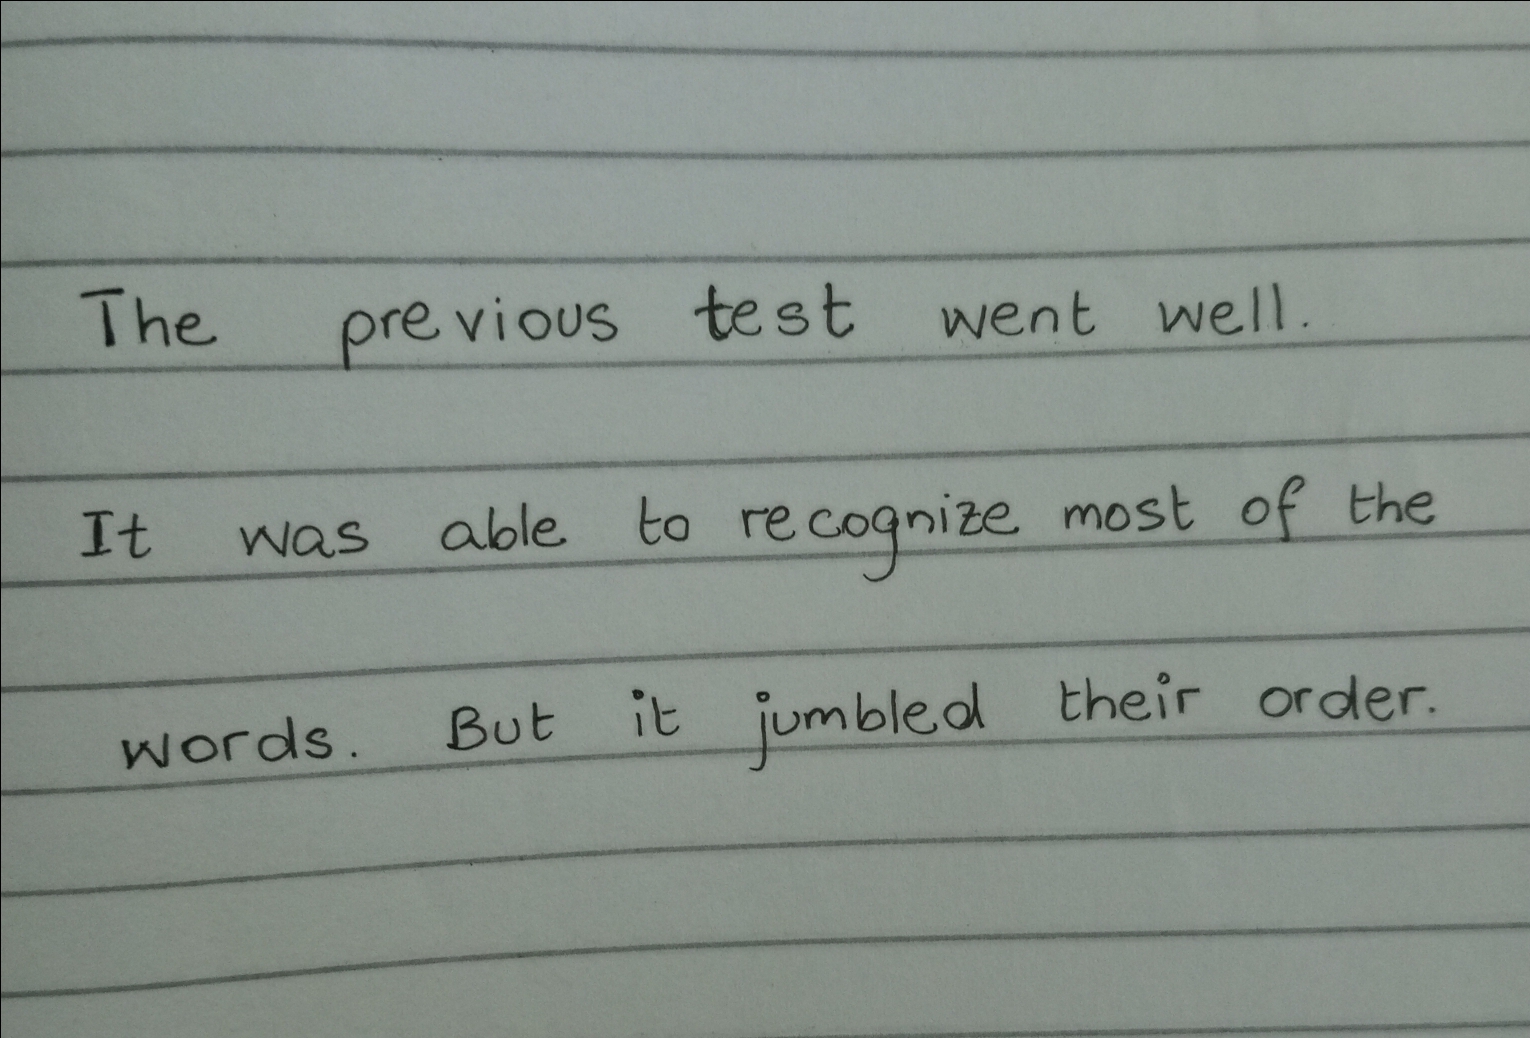 The previous test went well.
It was able to recognize most of the
words. But it jumbled their order.